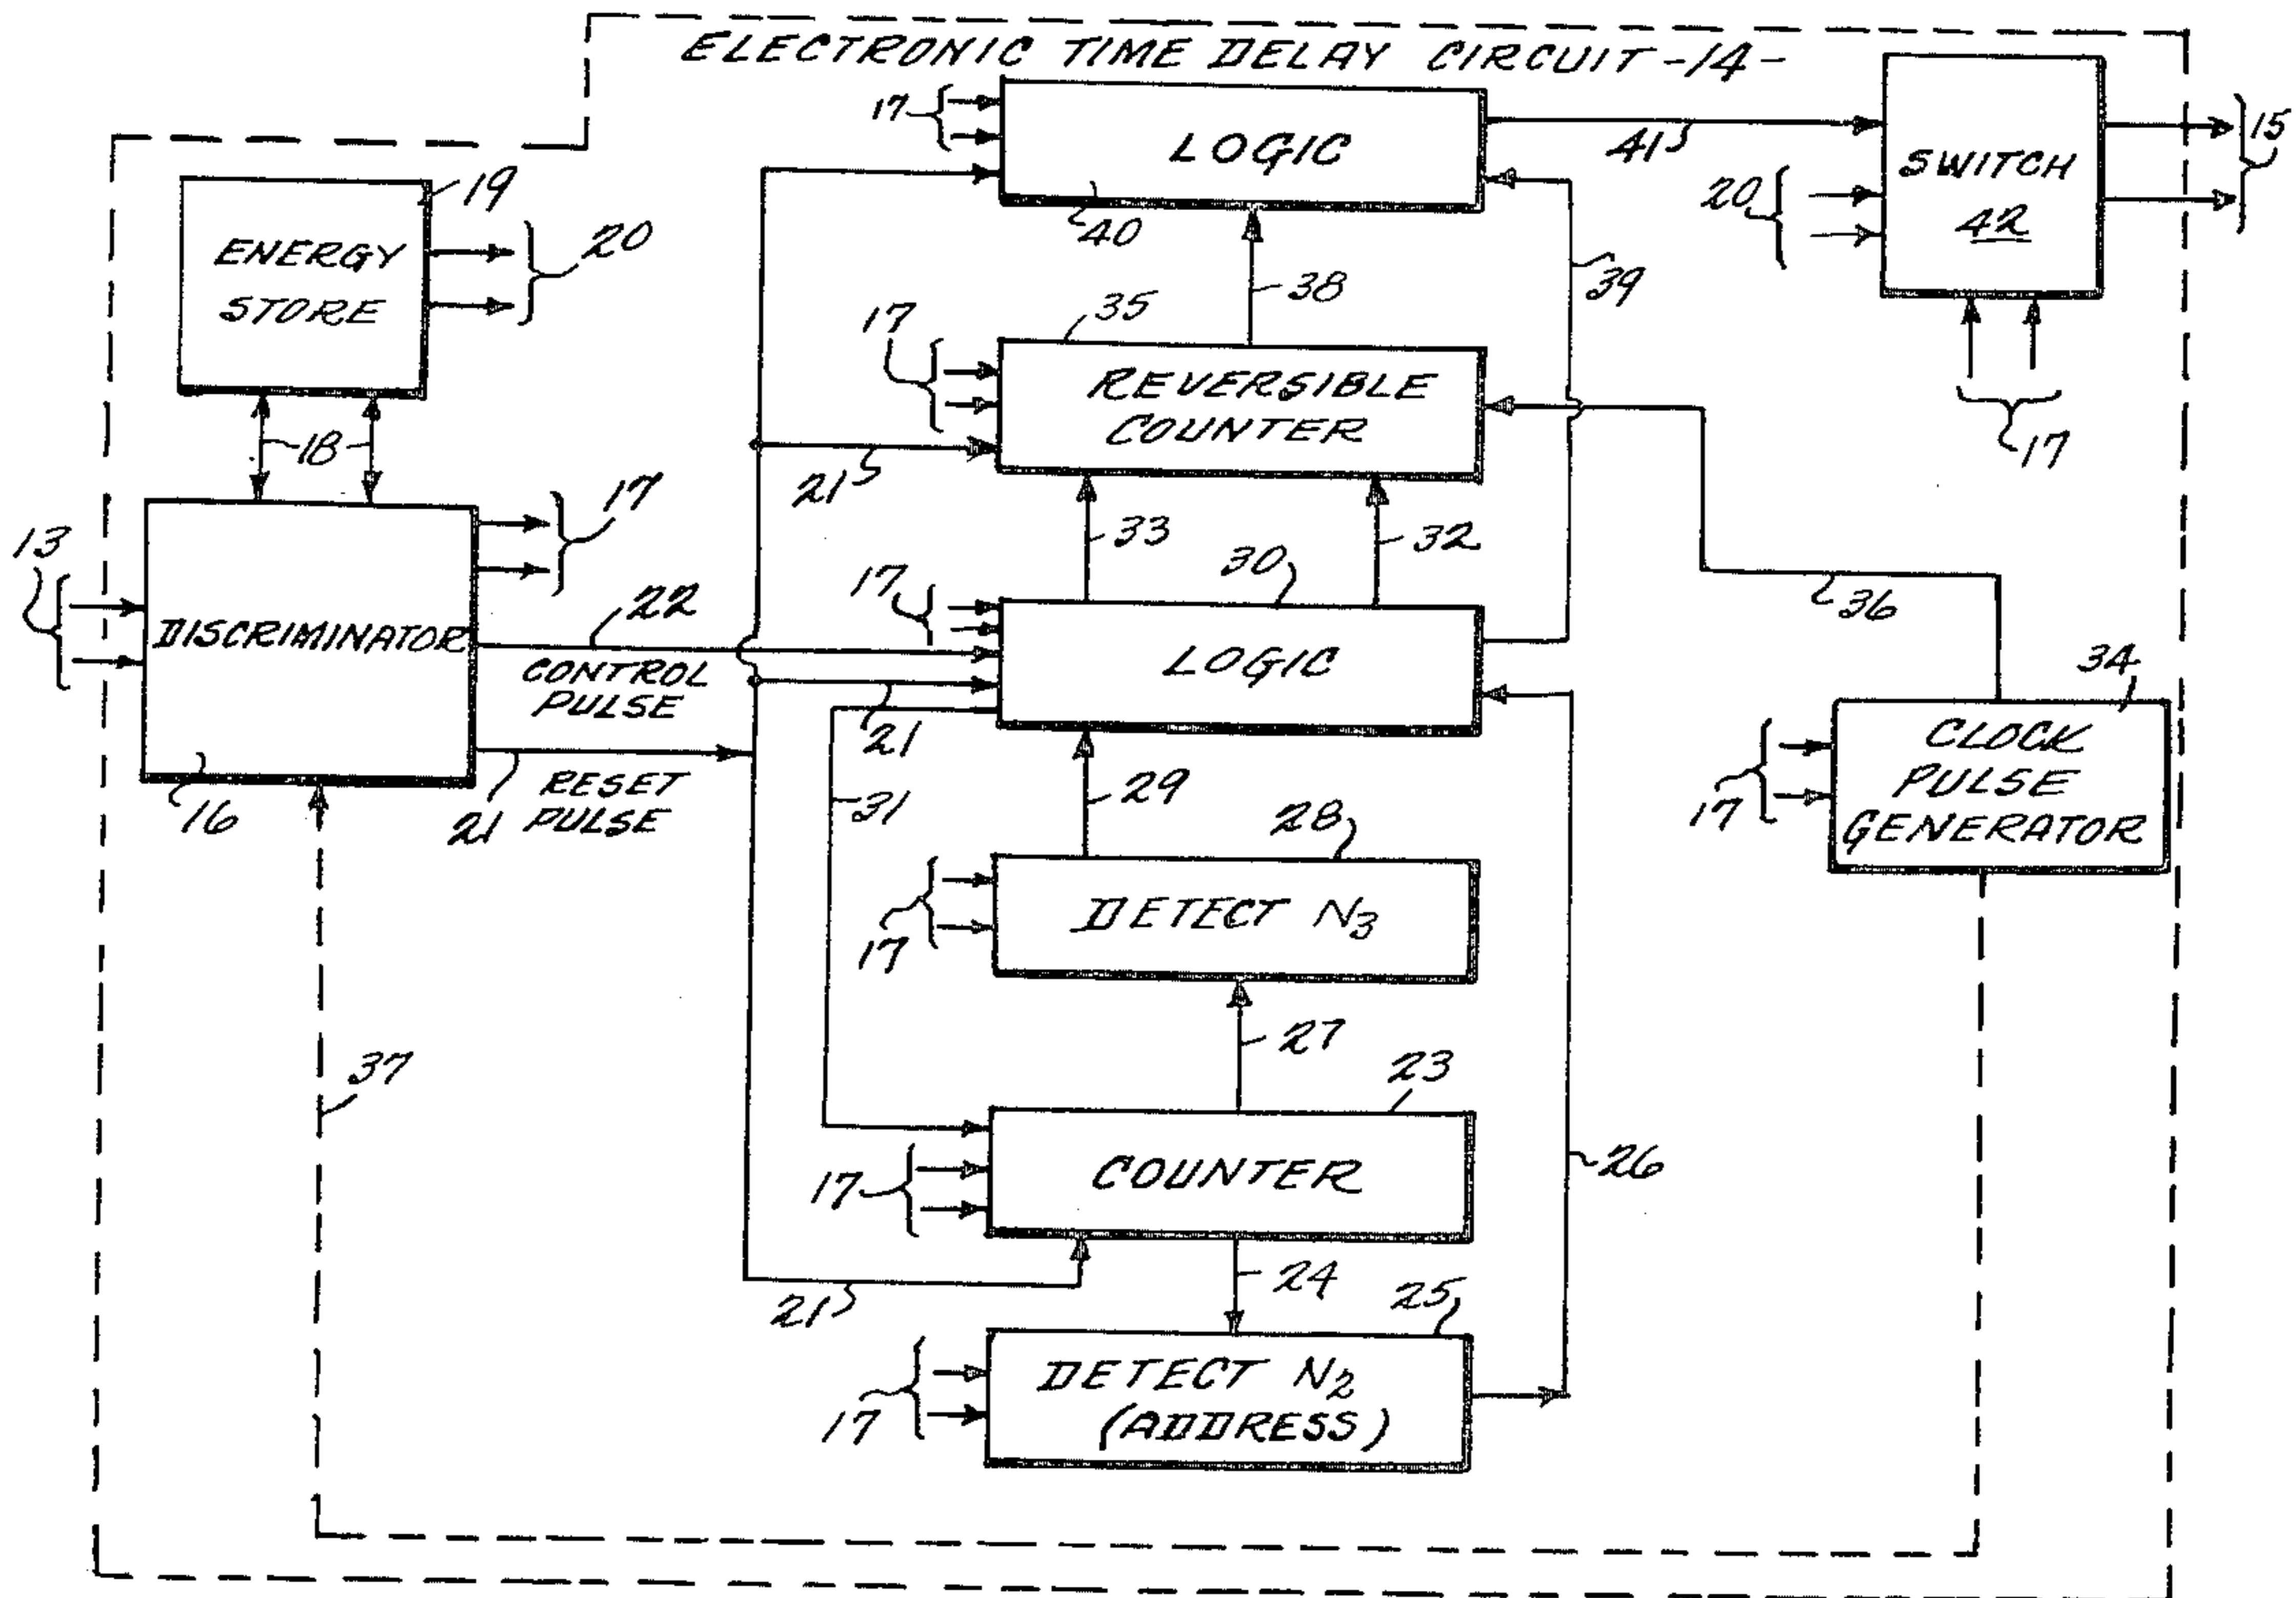 ELECTRONIC TIME DELAY CIRCUIT -14-
17
LOGIC
40
41
SWITCH
42
20
15
17
19
ENERGY
STORE
20
18
38
39
35
17
REVERSIBLE
COUNTER
21
33
32
36
13
DISCRIMINATOR
16
17
22
CONTROL
PULSE
21
RESET
PULSE
17
30
LOGIC
21
31
29
34
CLOCK
PULSE
GENERATOR
17
28
DETECT N3
17
27
37
23
COUNTER
17
26
21
24
25
DETECT N2
(ADDRESS)
17